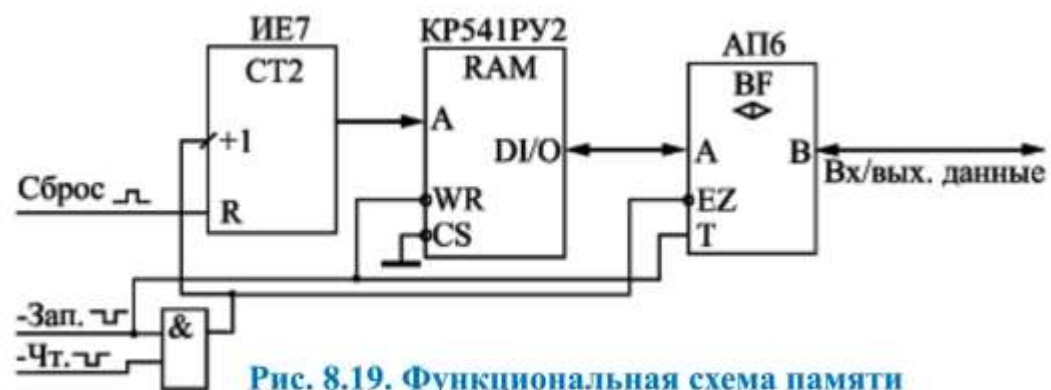 ИЕ7
КР541РУ2
АП6
СТ2
RAM
BF
+1
A
DI/O
A
B
Вх/вых. данные
Сброс
R
WR
CS
EZ
T
-Зап.
&
-Чт.
Рис. 8.19. Функциональная схема памяти